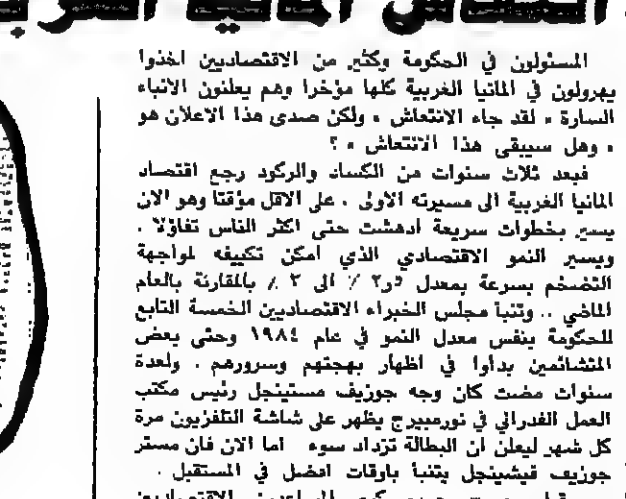 المانيا
المسئولون في الحكومة وكثير من الاقتصاديين اخذوا
يهرولون في المانيا الغربية كلها مؤخرا وهم يعلنون الانباء
السارة « لقد جاء الانتعاش » ولكن صدى هذا الاعلان هو
« وهل سيبقى هذا الانتعاش » ؟
فبعد ثلاث سنوات من الكساد والركود رجع اقتصاد
المانيا الغربية الى مسيرته الاولى . على الاقل مؤقتا وهو الان
يسير بخطوات سريعة ادهشت حتى اكثر الناس تفاؤلا .
ويسير النمو الاقتصادي الذي امكن تكييفه لمواجهة
التضخم بسرعة بمعدل ٢٫٥ ٪ الى ٣ ٪ بالمقارنة بالعام
الماضي .. وتنبأ مجلس الخبراء الاقتصاديين الخمسة التابع
للحكومة بنفس معدل النمو في عام ١٩٨٤ وحتى بعض
المتشائمين بدأوا في اظهار بهجتهم وسرورهم . ولعدة
سنوات مضت كان وجه جوزيف مستينجل رئيس مكتب
العمل الفدرالي في نورمبيرج يظهر على شاشة التلفزيون مرة
كل شهر ليعلن ان البطالة تزداد سوء اما الان فان مستر
جوزيف فيشينجل يتنبأ باوقات افضل في المستقبل .